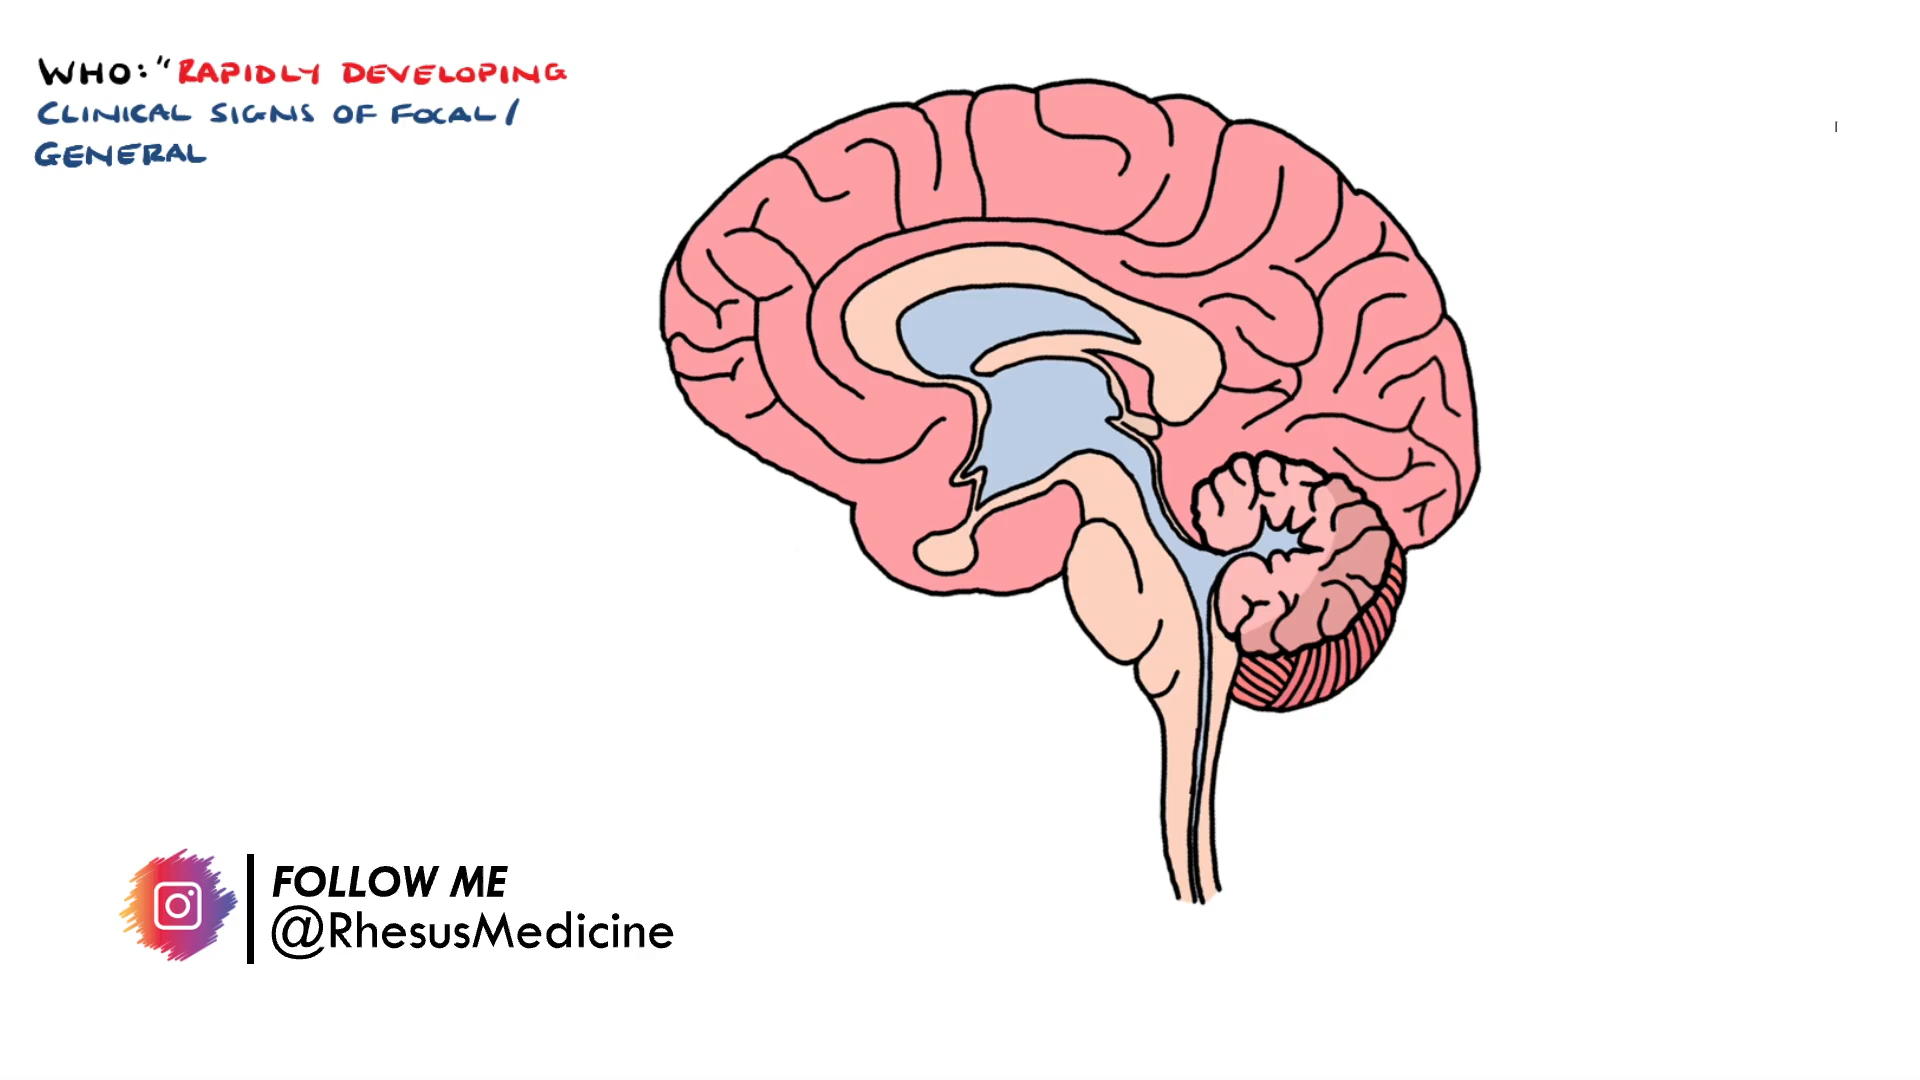 WHO: "RAPIDLY DEVELOPING
CLINICAL SIGNS OF FOCAL/
GENERAL
FOLLOW ME
@RhesusMedicine